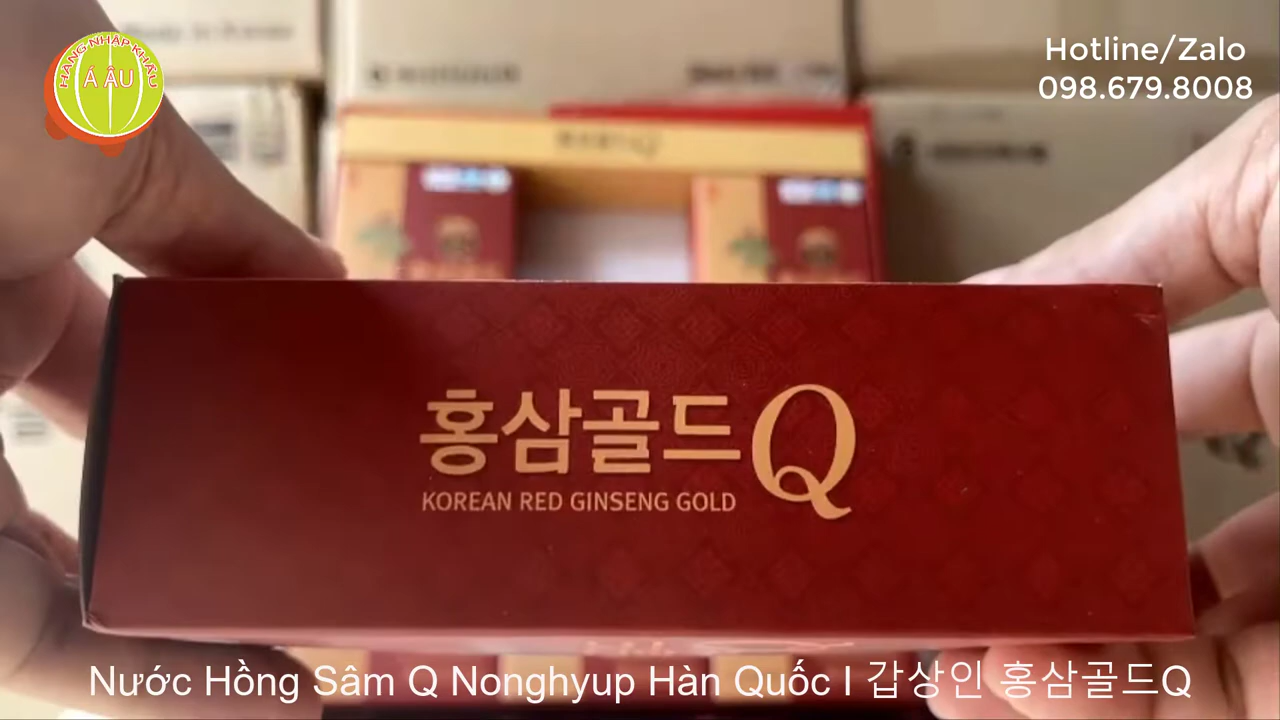 HÀNG NHẬP KHẨU
Á ÂU
Hotline/Zalo
098.679.8008
홍삼골드Q
KOREAN RED GINSENG GOLD
Nước Hồng Sâm Q Nonghyup Hàn Quốc I 갑상인 홍삼골드Q